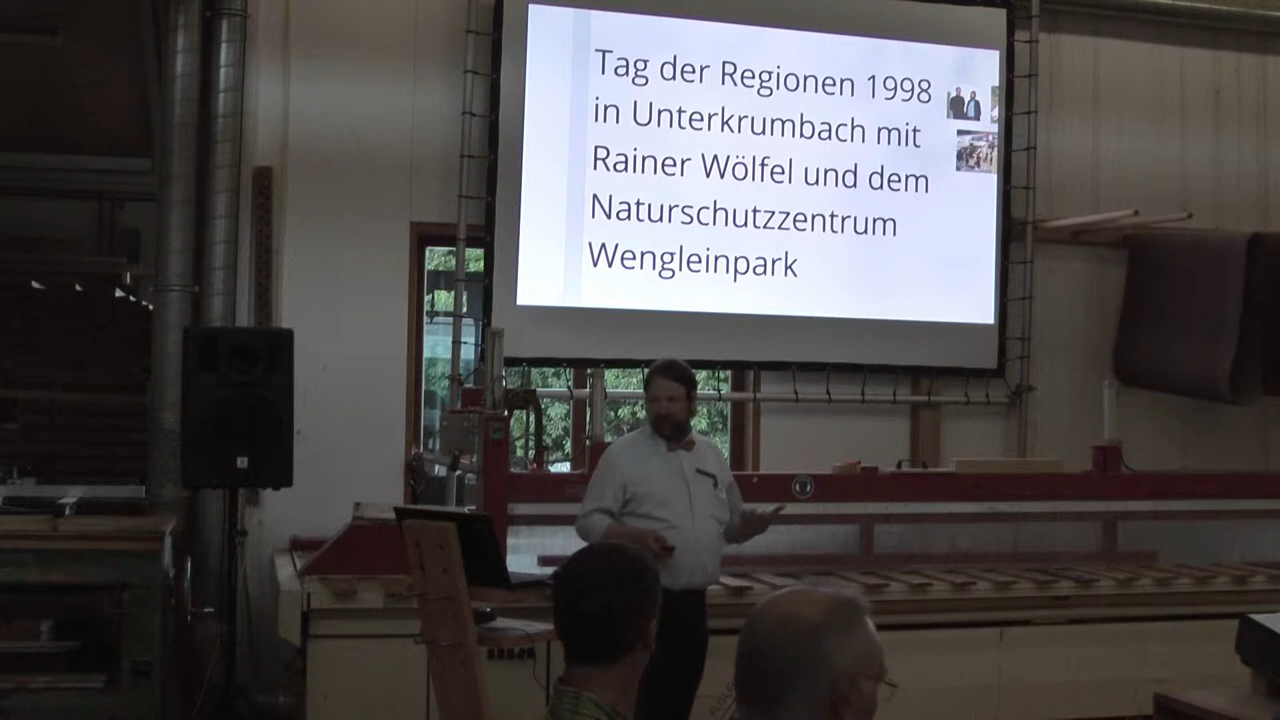 Tag der Regionen 1998
in Unterkrumbach mit
Rainer Wölfel und dem
Naturschutzzentrum
Wengleinpark